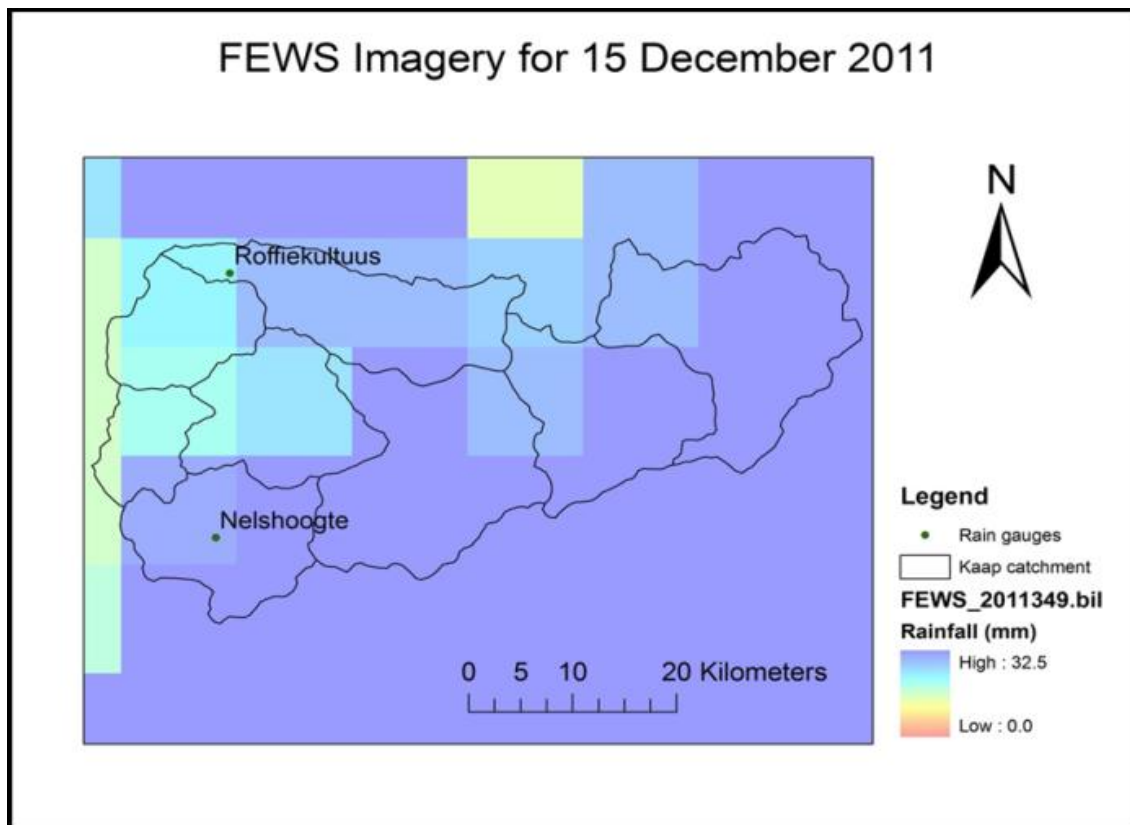 FEWS Imagery for 15 December 2011
N
Roffiekultuus
Nelshoogte
0 5 10 20 Kilometers
Legend
Rain gauges
Kaap catchment
FEWS_2011349.bil
Rainfall (mm)
High : 32.5
Low : 0.0